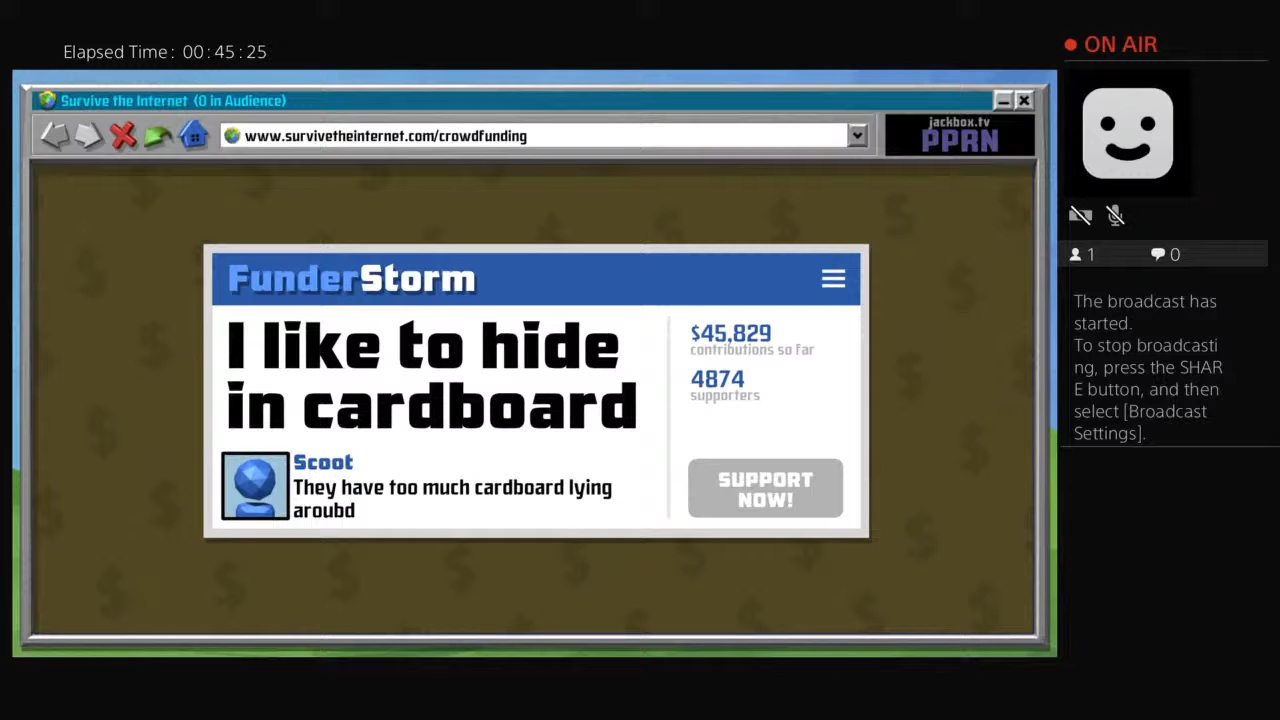 Elapsed Time: 00:45:25
ON AIR
Survive the Internet (0 in Audience)
www.survivetheinternet.com/crowdfunding
jackbox.tv
PPRN
FunderStorm
I like to hide
in cardboard
$45,829
contributions so far
4874
supporters
Scoot
They have too much cardboard lying
aroubd
SUPPORT
NOW!
1
0
The broadcast has
started.
To stop broadcasti
ng, press the SHAR
E button, and then
select [Broadcast
Settings].